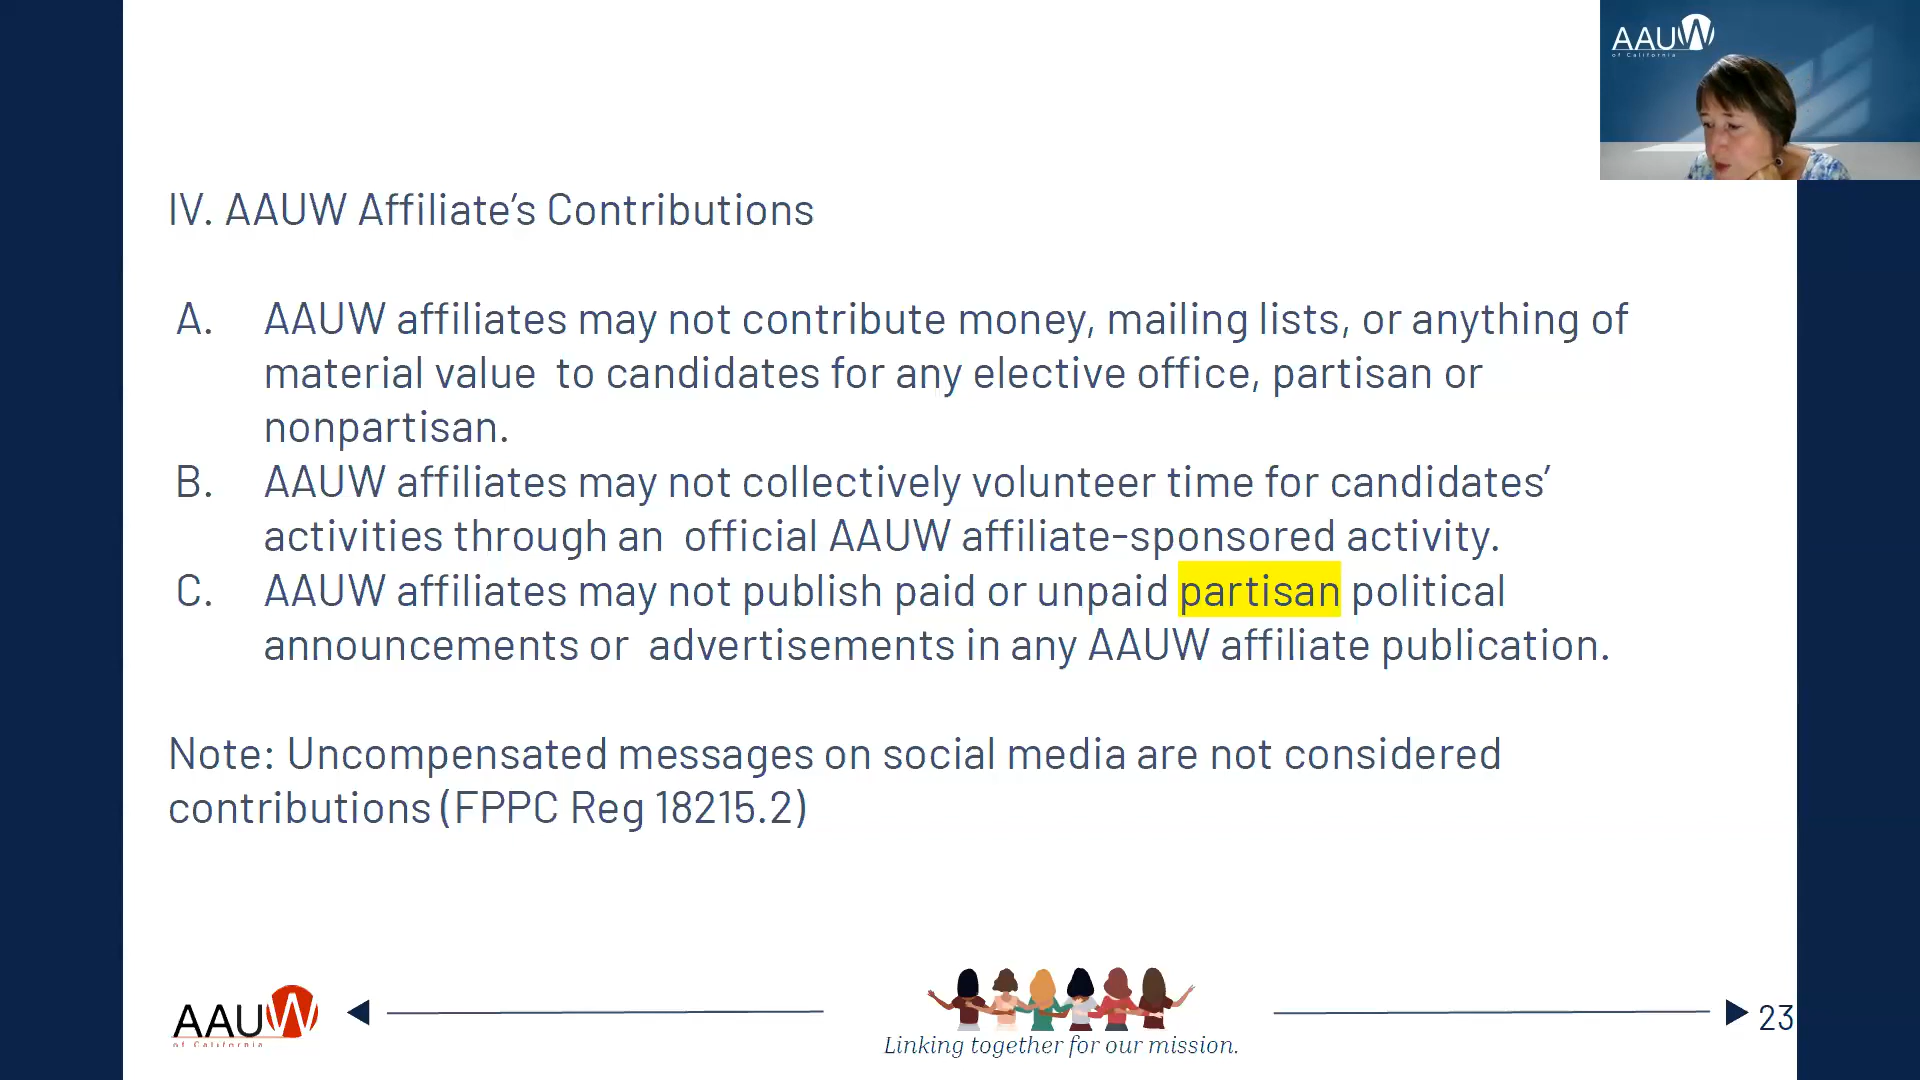 AAUW
of California
IV. AAUW Affiliate’s Contributions
A. AAUW affiliates may not contribute money, mailing lists, or anything of
material value to candidates for any elective office, partisan or
nonpartisan.
B. AAUW affiliates may not collectively volunteer time for candidates’
activities through an official AAUW affiliate-sponsored activity.
C. AAUW affiliates may not publish paid or unpaid partisan political
announcements or advertisements in any AAUW affiliate publication.
Note: Uncompensated messages on social media are not considered
contributions (FPPC Reg 18215.2)
AAUW
of California
Linking together for our mission.
23